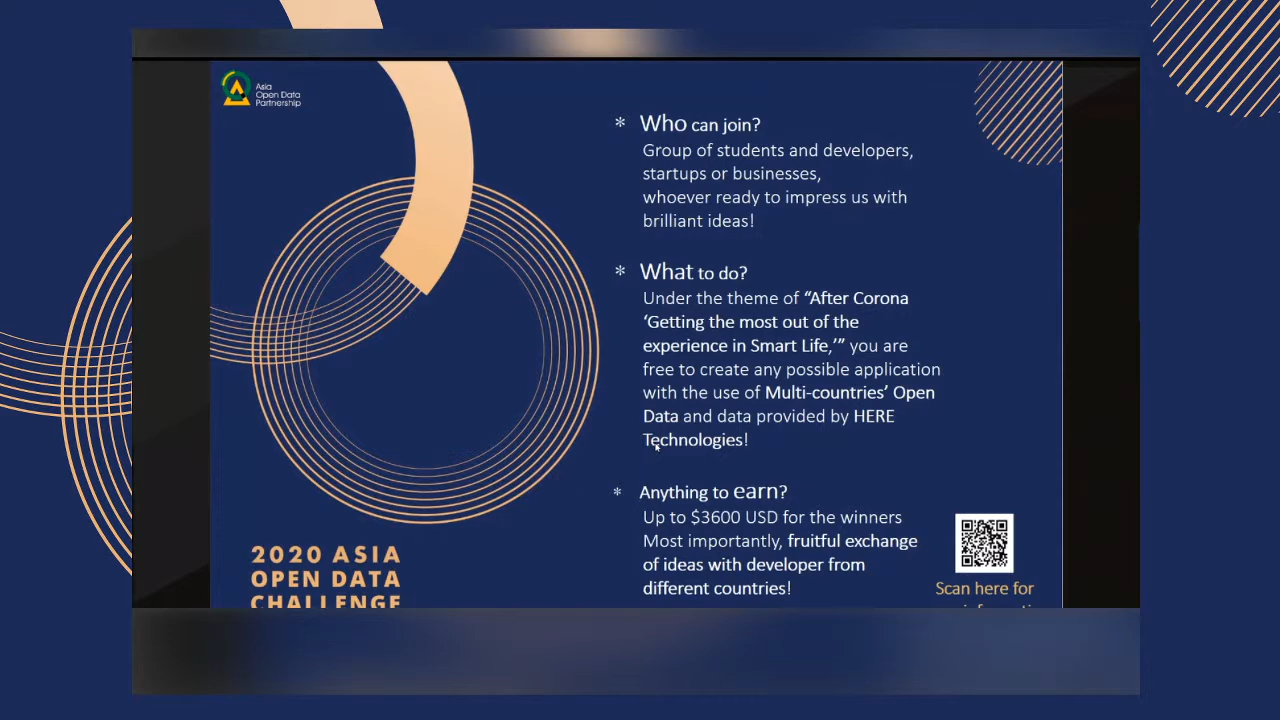 Asia
Open Data
Partnership
* Who can join?
Group of students and developers,
startups or businesses,
whoever ready to impress us with
brilliant ideas!
* What to do?
Under the theme of “After Corona
‘Getting the most out of the
experience in Smart Life,’” you are
free to create any possible application
with the use of Multi-countries’ Open
Data and data provided by HERE
Technologies!
* Anything to earn?
Up to $3600 USD for the winners
Most importantly, fruitful exchange
of ideas with developer from
different countries!
2020 ASIA
OPEN DATA
CHALLENGE
Scan here for